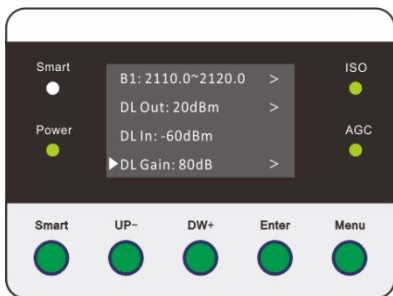 Smart
ISO
B1: 2110.0~2120.0 >
DL Out: 20dBm >
Power
AGC
DL In: -60dBm
DL Gain: 80dB >
Smart UP- DW+ Enter Menu